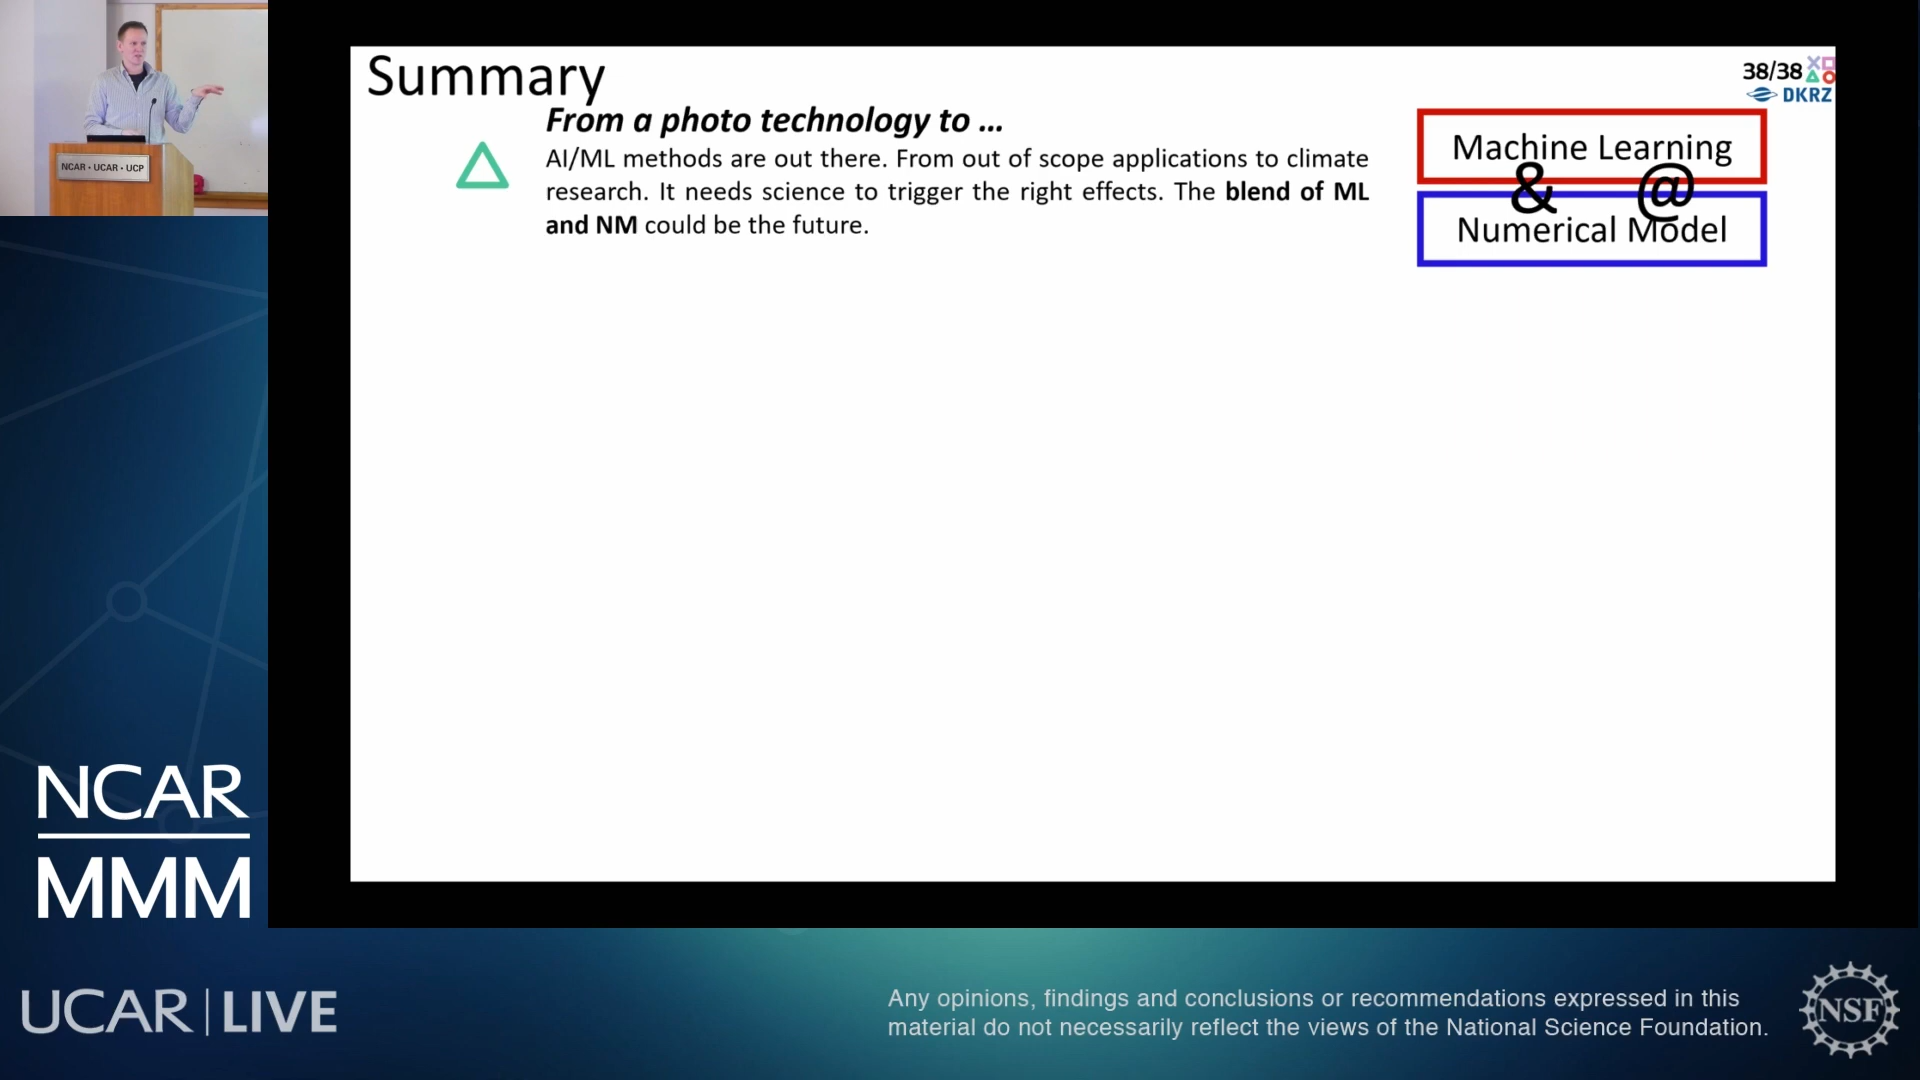 NCAR • UCAR • UCP
Summary
38/38
DKRZ
From a photo technology to ...
AI/ML methods are out there. From out of scope applications to climate
research. It needs science to trigger the right effects. The blend of ML
and NM could be the future.
Machine Learning
& @
Numerical Model
NCAR
MMM
UCAR | LIVE
Any opinions, findings and conclusions or recommendations expressed in this
material do not necessarily reflect the views of the National Science Foundation.
NSF